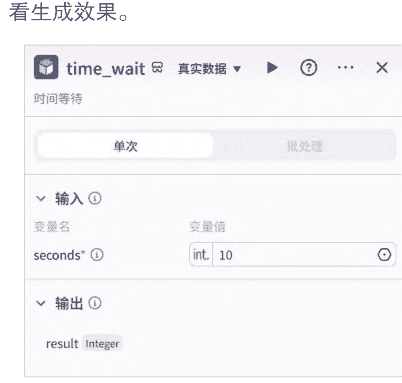 看生成效果。
time_wait 真实数据
时间等待
单次 批处理
输入
变量名 变量值
seconds* int. 10
输出
result Integer